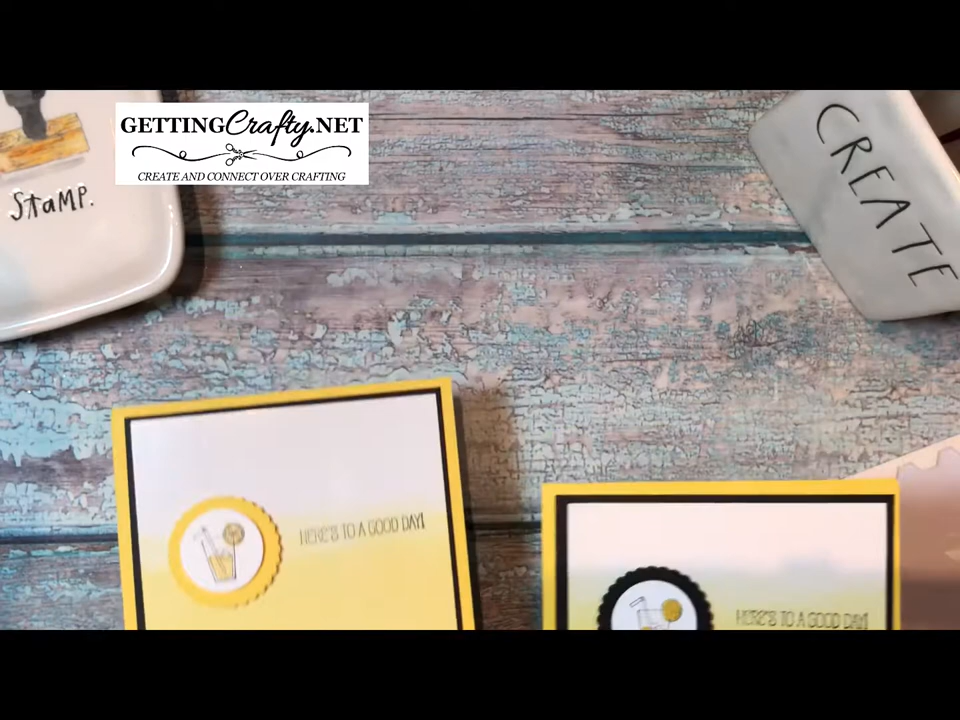 GETTINGCrafty.NET
CREATE AND CONNECT OVER CRAFTING
STAMP.
CREATE
HERE'S TO A GOOD DAY!
HERE'S TO A GOOD DAY!